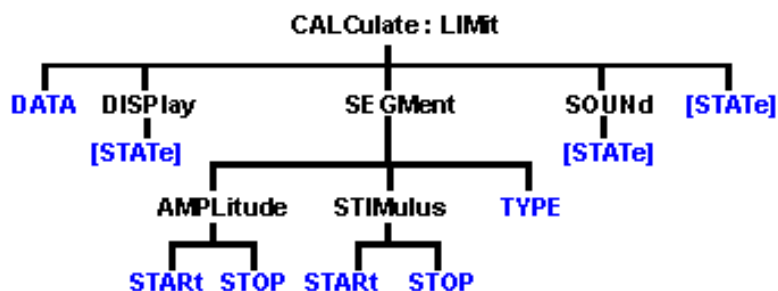 CALCulate : LIMit
DATA DISPlay SEGMent SOUNd [STATe]
[STATe] [STATe]
AMPLitude STIMulus TYPE
STARt STOP STARt STOP